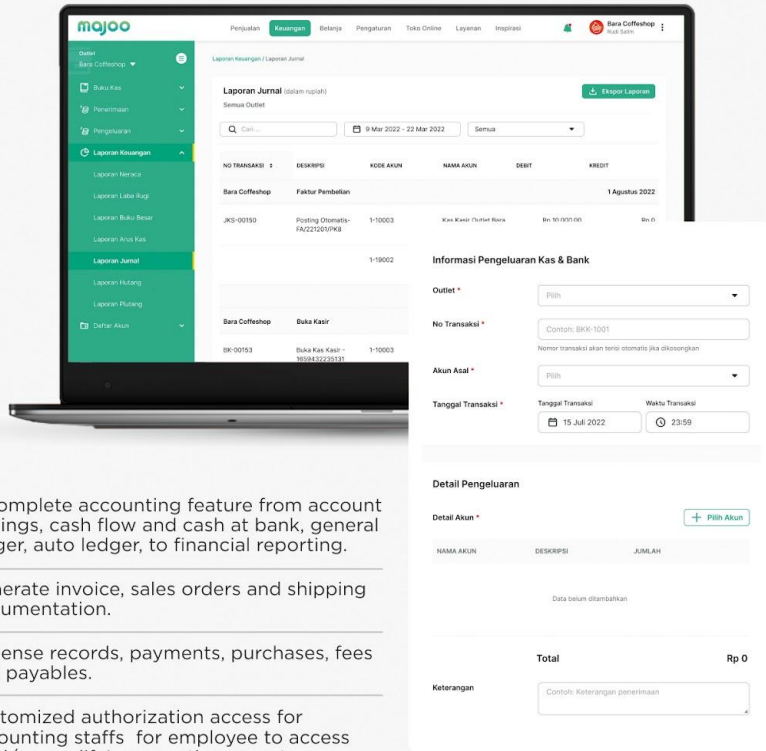 majoo
Penjualan Keuangan Belanja Pengaturan Toko Online Layanan Inspirasi
Bara Coffeshop
Rudi Salim
Outlet
Bara Coffeshop
Buku Kas
Penerimaan
Pengeluaran
Laporan Keuangan
Laporan Neraca
Laporan Laba Rugi
Laporan Buku Besar
Laporan Arus Kas
Laporan Jurnal
Laporan Hutang
Laporan Piutang
Daftar Akun
Laporan Keuangan / Laporan Jurnal
Laporan Jurnal (dalam rupiah)
Semua Outlet
Ekspor Laporan
Cari...
9 Mar 2022 - 22 Mar 2022
Semua
NO TRANSAKSI DESKRIPSI KODE AKUN NAMA AKUN DEBIT KREDIT
Bara Coffeshop Faktur Pembelian 1 Agustus 2022
JKS-00150 Posting Otomatis- 1-10003 Kas Kasir Outlet Bara Rp 10.000,00 Rp 0
FA/221201/PKB
1-19002
Bara Coffeshop Buka Kasir
BK-00153 Buka Kas Kasir - 1-10003
1659432235131
Informasi Pengeluaran Kas & Bank
Outlet *
Pilih
No Transaksi *
Contoh: BKK-1001
Nomor transaksi akan terisi otomatis jika dikosongkan
Akun Asal *
Pilih
Tanggal Transaksi *
Tanggal Transaksi Waktu Transaksi
15 Juli 2022 23:59
Detail Pengeluaran
Detail Akun *
+ Pilih Akun
NAMA AKUN DESKRIPSI JUMLAH
Data belum ditambahkan
Total Rp 0
Keterangan
Contoh: Keterangan penerimaan
omplete accounting feature from account
ings, cash flow and cash at bank, general
ger, auto ledger, to financial reporting.
nerate invoice, sales orders and shipping
umentation.
ense records, payments, purchases, fees
payables.
tomized authorization access for
ounting staffs for employee to access